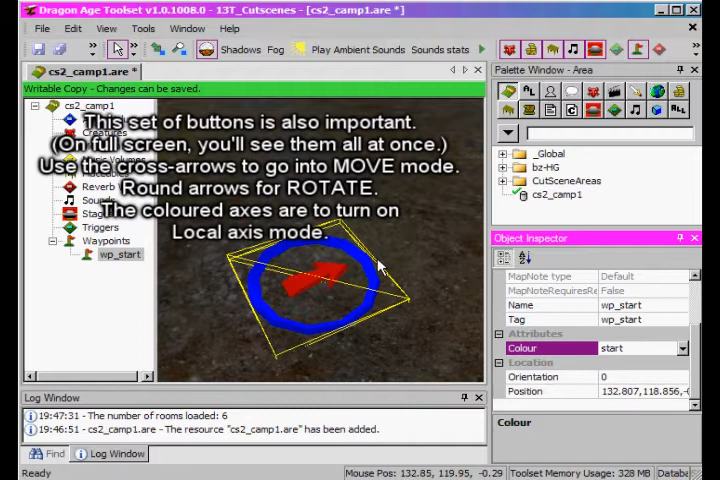 Dragon Age Toolset v1.0.1008.0 - 13T_Cutscenes - [cs2_camp1.are *]
File Edit View Tools Window Help
Shadows Fog Play Ambient Sounds Sounds stats
cs2_camp1.are *
Writable Copy - Changes can be saved.
cs2_camp1
This set of buttons is also important.
(On full screen, you'll see them all at once.)
Use the cross-arrows to go into MOVE mode.
Round arrows for ROTATE.
The coloured axes are to turn on
Local axis mode.
Creatures
Reverb
Triggers
Waypoints
wp_start
Palette Window - Area
_Global
bz-HG
CutSceneAreas
cs2_camp1
Object Inspector
MapNote type Default
MapNoteRequiresRe False
Name wp_start
Tag wp_start
Attributes
Colour start
Location
Orientation 0
Position 132.807,118.856,-0
Colour
Log Window
19:47:31 - The number of rooms loaded: 6
19:46:51 - cs2_camp1.are - The resource "cs2_camp1.are" has been added.
Find Log Window
Ready Mouse Pos: 132.85, 119.95, -0.29 Toolset Memory Usage: 328 MB Databa